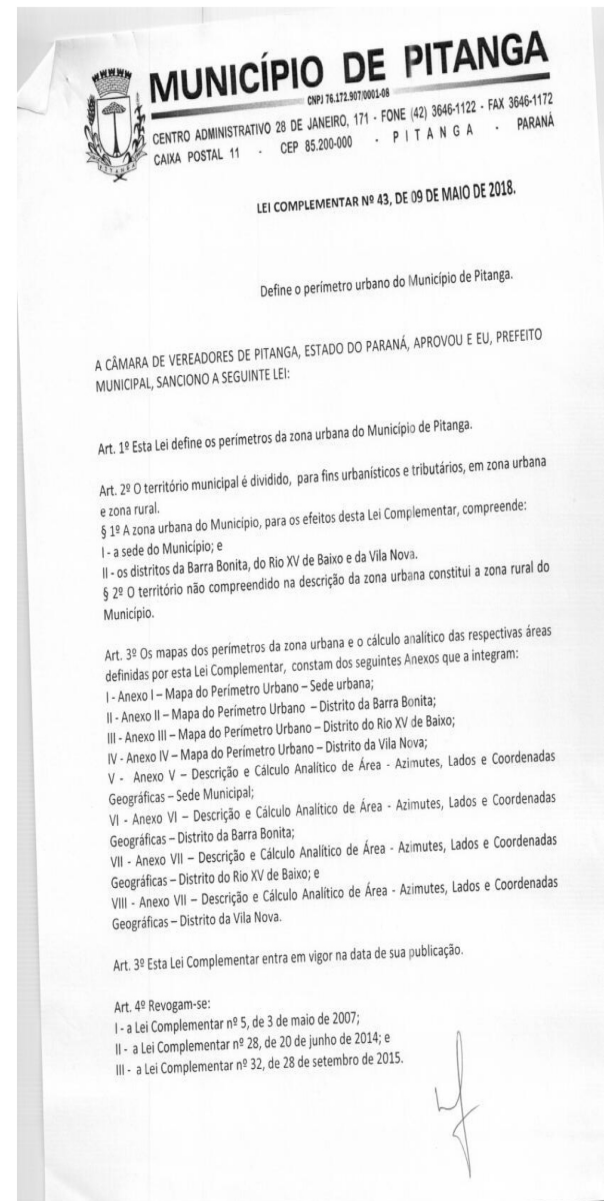 MUNICÍPIO DE PITANGA
CNPJ 76.172.907/0001-08
CENTRO ADMINISTRATIVO 28 DE JANEIRO, 171 - FONE (42) 3646-1122 - FAX 3646-1172
CAIXA POSTAL 11 - CEP 85.200-000 - PITANGA - PARANÁ
PITANGA
LEI COMPLEMENTAR Nº 43, DE 09 DE MAIO DE 2018.
Define o perímetro urbano do Município de Pitanga.
A CÂMARA DE VEREADORES DE PITANGA, ESTADO DO PARANÁ, APROVOU E EU, PREFEITO
MUNICIPAL, SANCIONO A SEGUINTE LEI:
Art. 1º Esta Lei define os perímetros da zona urbana do Município de Pitanga.
Art. 2º O território municipal é dividido, para fins urbanísticos e tributários, em zona urbana
e zona rural.
§ 1º A zona urbana do Município, para os efeitos desta Lei Complementar, compreende:
I - a sede do Município; e
II - os distritos da Barra Bonita, do Rio XV de Baixo e da Vila Nova.
§ 2º O território não compreendido na descrição da zona urbana constitui a zona rural do
Município.
Art. 3º Os mapas dos perímetros da zona urbana e o cálculo analítico das respectivas áreas
definidas por esta Lei Complementar, constam dos seguintes Anexos que a integram:
I - Anexo I – Mapa do Perímetro Urbano – Sede urbana;
II - Anexo II – Mapa do Perímetro Urbano – Distrito da Barra Bonita;
III - Anexo III – Mapa do Perímetro Urbano – Distrito do Rio XV de Baixo;
IV - Anexo IV – Mapa do Perímetro Urbano – Distrito da Vila Nova;
V - Anexo V – Descrição e Cálculo Analítico de Área - Azimutes, Lados e Coordenadas
Geográficas – Sede Municipal;
VI - Anexo VI – Descrição e Cálculo Analítico de Área - Azimutes, Lados e Coordenadas
Geográficas – Distrito da Barra Bonita;
VII - Anexo VII – Descrição e Cálculo Analítico de Área - Azimutes, Lados e Coordenadas
Geográficas – Distrito do Rio XV de Baixo; e
VIII - Anexo VII – Descrição e Cálculo Analítico de Área - Azimutes, Lados e Coordenadas
Geográficas – Distrito da Vila Nova.
Art. 3º Esta Lei Complementar entra em vigor na data de sua publicação.
Art. 4º Revogam-se:
I - a Lei Complementar nº 5, de 3 de maio de 2007;
II - a Lei Complementar nº 28, de 20 de junho de 2014; e
III - a Lei Complementar nº 32, de 28 de setembro de 2015.